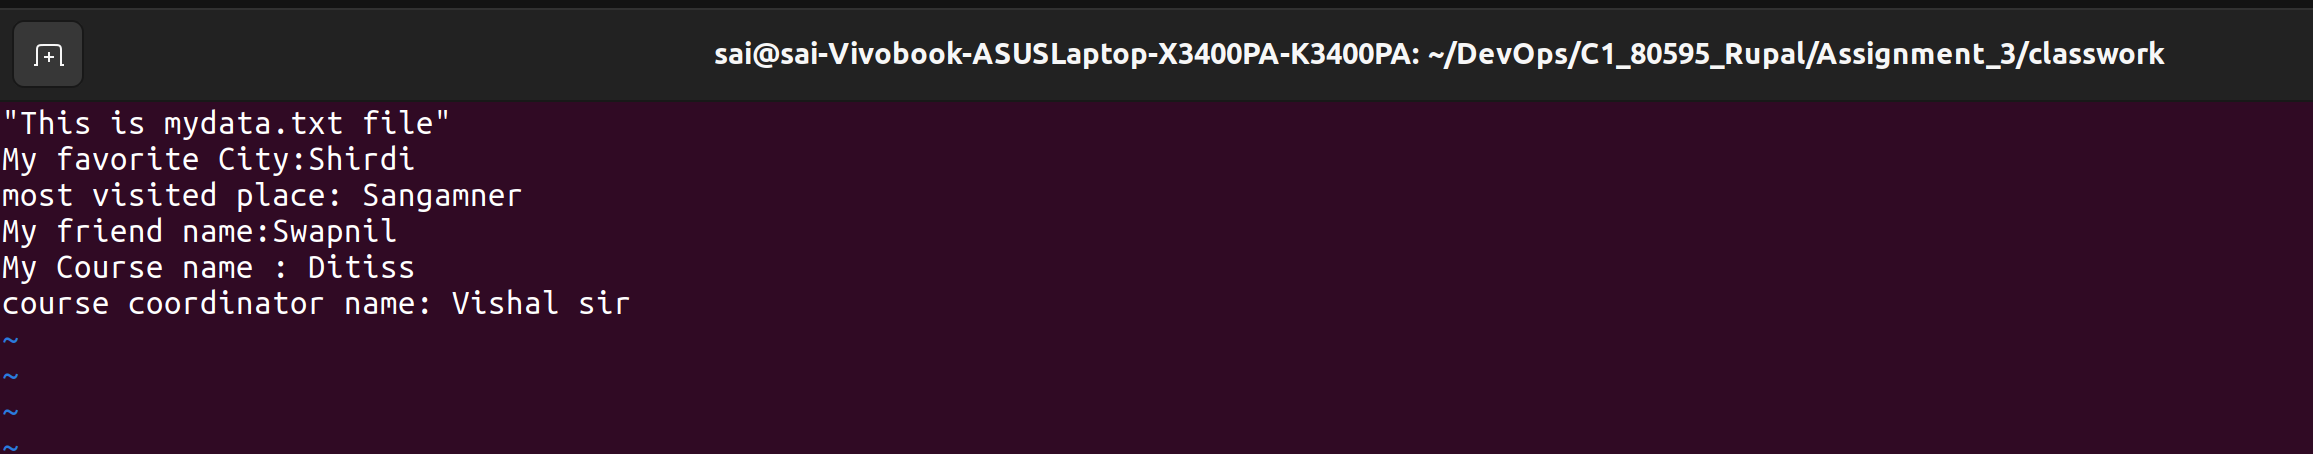 sai@sai-Vivobook-ASUSLaptop-X3400PA-K3400PA: ~/DevOps/C1_80595_Rupal/Assignment_3/classwork
"This is mydata.txt file"
My favorite City:Shirdi
most visited place: Sangamner
My friend name:Swapnil
My Course name : Ditiss
course coordinator name: Vishal sir
~
~
~
~